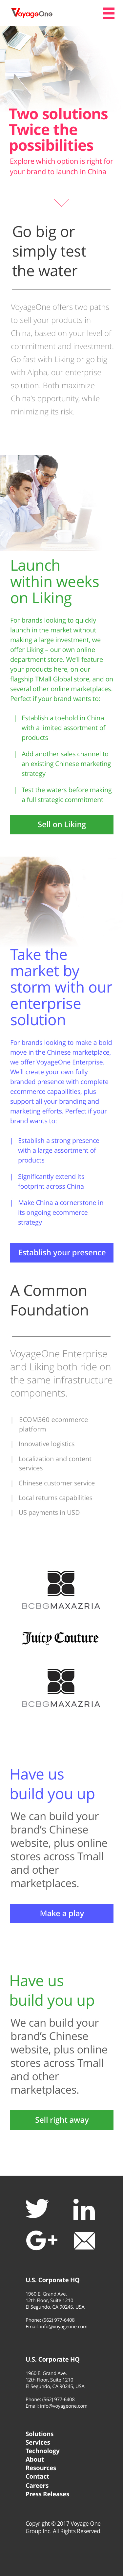 VoyageOne
Two solutions
Twice the
possibilities
Explore which option is right for
your brand to launch in China
Go big or
simply test
the water
VoyageOne offers two paths
to sell your products in
China, based on your level of
commitment and investment.
Go fast with Liking or go big
with Alpha, our enterprise
solution. Both maximize
China's opportunity, while
minimizing its risk.
Launch
within weeks
on Liking
For brands looking to quickly
launch in the market without
making a large investment, we
offer Liking – our own online
department store. We'll feature
your products here, on our
flagship TMall Global store, and on
several other online marketplaces.
Perfect if your brand wants to:
| Establish a toehold in China
with a limited assortment of
products
| Add another sales channel to
an existing Chinese marketing
strategy
| Test the waters before making
a full strategic commitment
Sell on Liking
Take the
market by
storm with our
enterprise
solution
For brands looking to make a bold
move in the Chinese marketplace,
we offer VoyageOne Enterprise.
We'll create your own fully
branded presence with complete
ecommerce capabilities, plus
support all your branding and
marketing efforts. Perfect if your
brand wants to:
| Establish a strong presence
with a large assortment of
products
| Significantly extend its
footprint across China
| Make China a cornerstone in
its ongoing ecommerce
strategy
Establish your presence
A Common
Foundation
VoyageOne Enterprise
and Liking both ride on
the same infrastructure
components.
| ECOM360 ecommerce
platform
| Innovative logistics
| Localization and content
services
| Chinese customer service
| Local returns capabilities
| US payments in USD
BCBGMAXAZRIA
Juicy Couture
BCBGMAXAZRIA
Have us
build you up
We can build your
brand's Chinese
website, plus online
stores across Tmall
and other
marketplaces.
Make a play
Have us
build you up
We can build your
brand's Chinese
website, plus online
stores across Tmall
and other
marketplaces.
Sell right away
U.S. Corporate HQ
1960 E. Grand Ave.
12th Floor, Suite 1210
El Segundo, CA 90245, USA
Phone: (562) 977-6408
Email: info@voyageone.com
U.S. Corporate HQ
1960 E. Grand Ave.
12th Floor, Suite 1210
El Segundo, CA 90245, USA
Phone: (562) 977-6408
Email: info@voyageone.com
Solutions
Services
Technology
About
Resources
Contact
Careers
Press Releases
Copyright © 2017 Voyage One
Group Inc. All Rights Reserved.